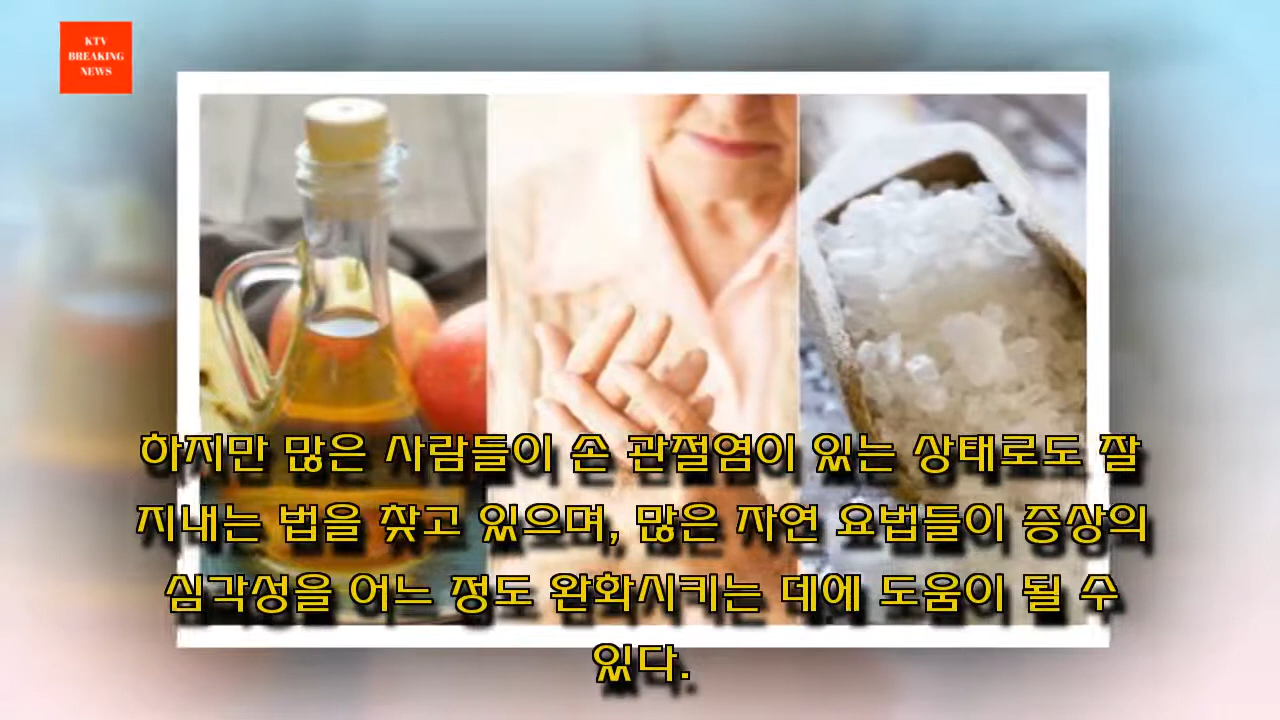 KTV
BREAKING
NEWS
하지만 많은 사람들이 손 관절염이 있는 상태로도 잘
지내는 법을 찾고 있으며, 많은 자연 요법들이 증상의
심각성을 어느 정도 완화시키는 데에 도움이 될 수
있다.